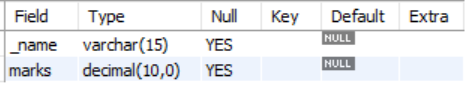 Field Type Null Key Default Extra
_name varchar(15) YES NULL
marks decimal(10,0) YES NULL